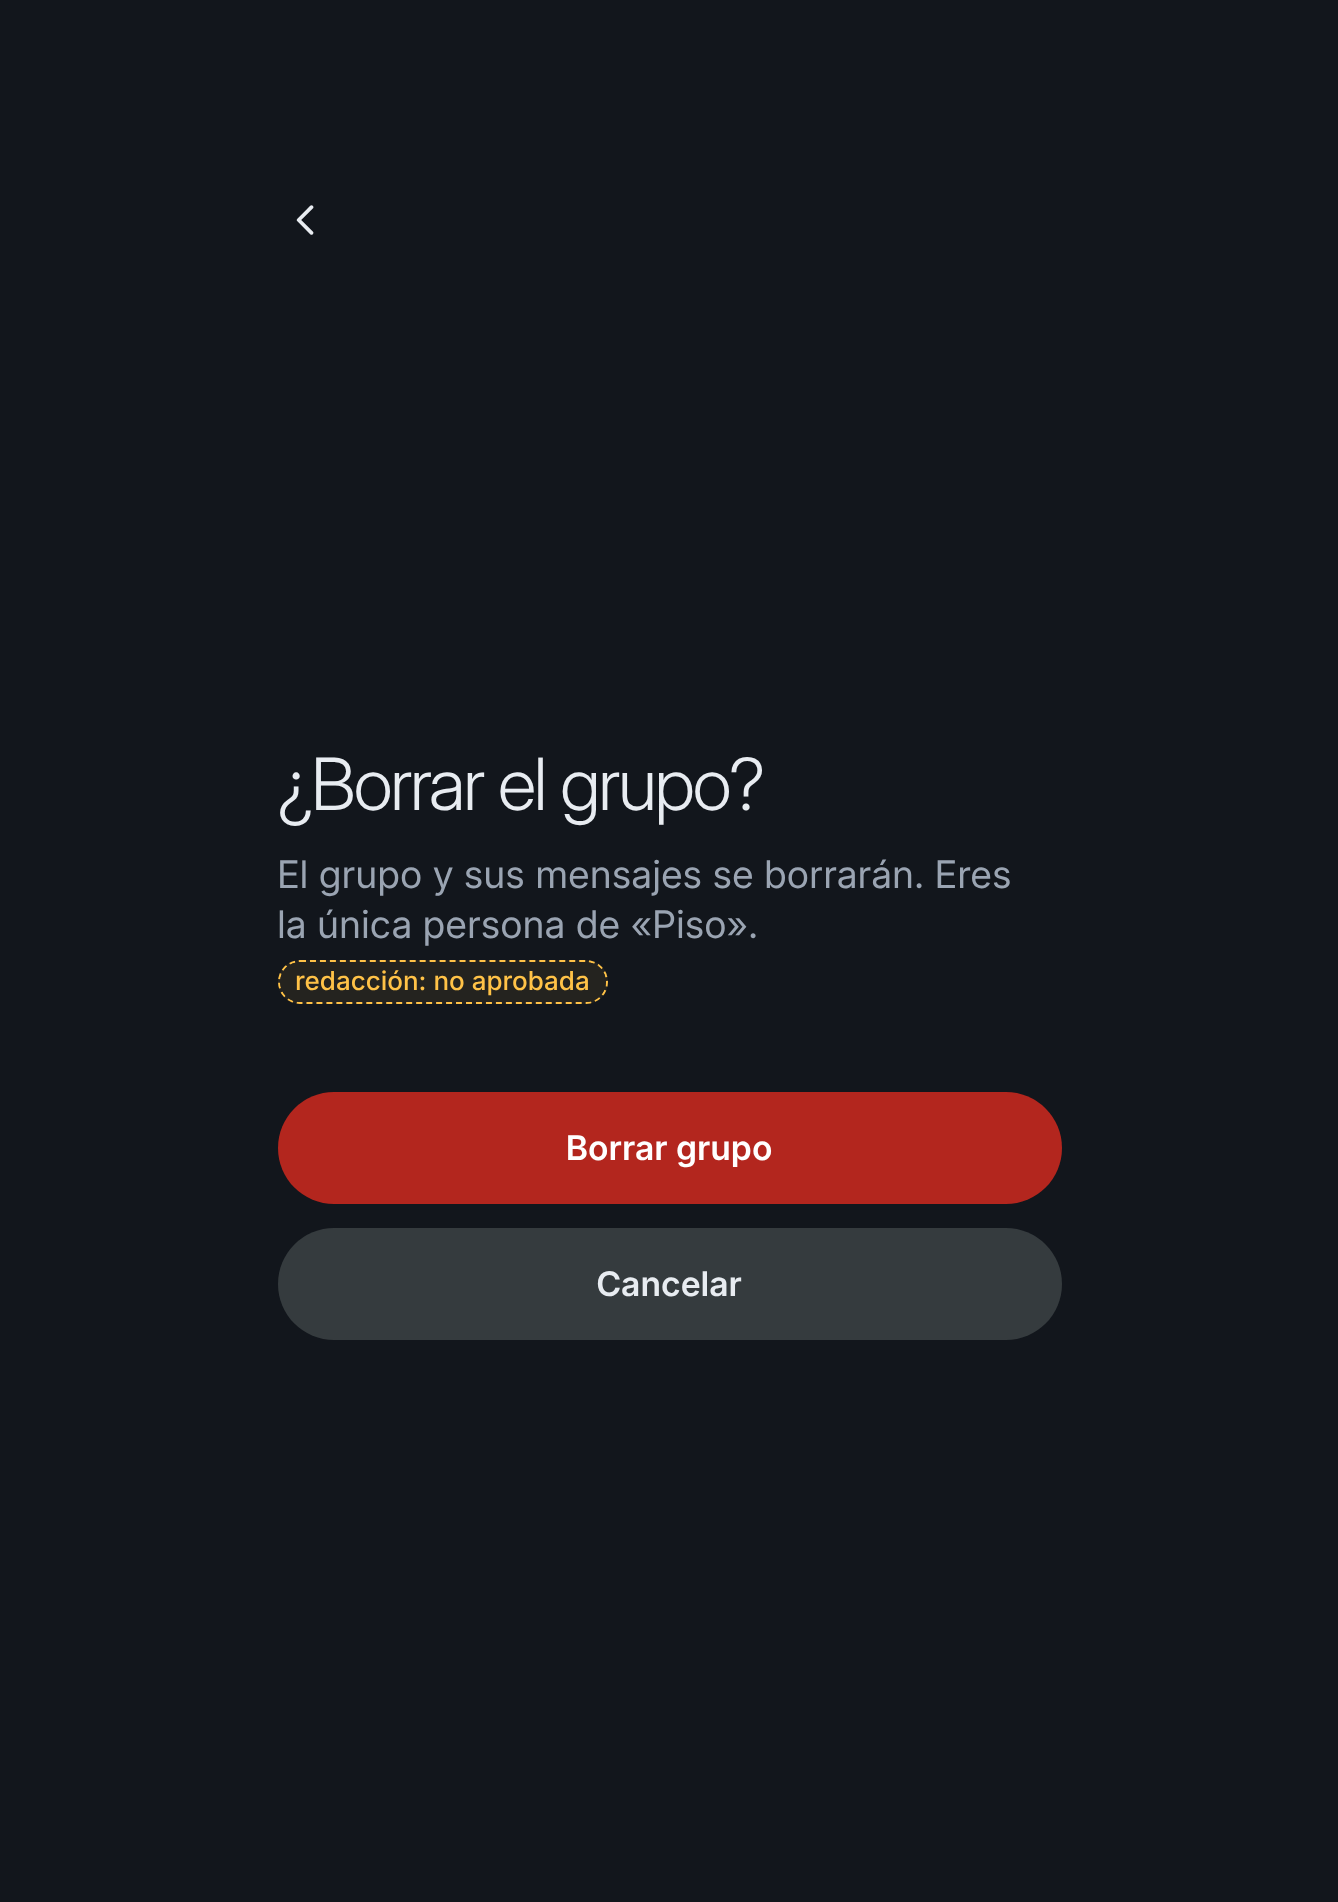 ¿Borrar el grupo?
El grupo y sus mensajes se borrarán. Eres
la única persona de «Piso».
redacción: no aprobada
Borrar grupo
Cancelar